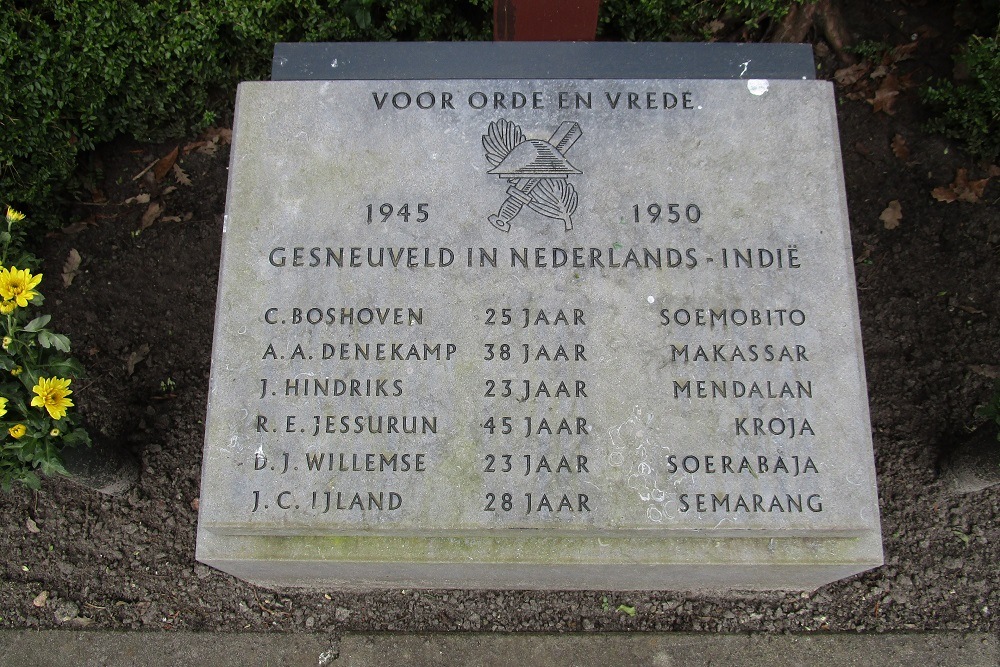 VOOR ORDE EN VREDE
1945 1950
GESNEUVELD IN NEDERLANDS - INDIË
C. BOSHOVEN 25 JAAR SOEMOBITO
A. A. DENEKAMP 38 JAAR MAKASSAR
J. HINDRIKS 23 JAAR MENDALAN
R. E. JESSURUN 45 JAAR KROJA
D. J. WILLEMSE 23 JAAR SOERABAJA
J. C. IJLAND 28 JAAR SEMARANG